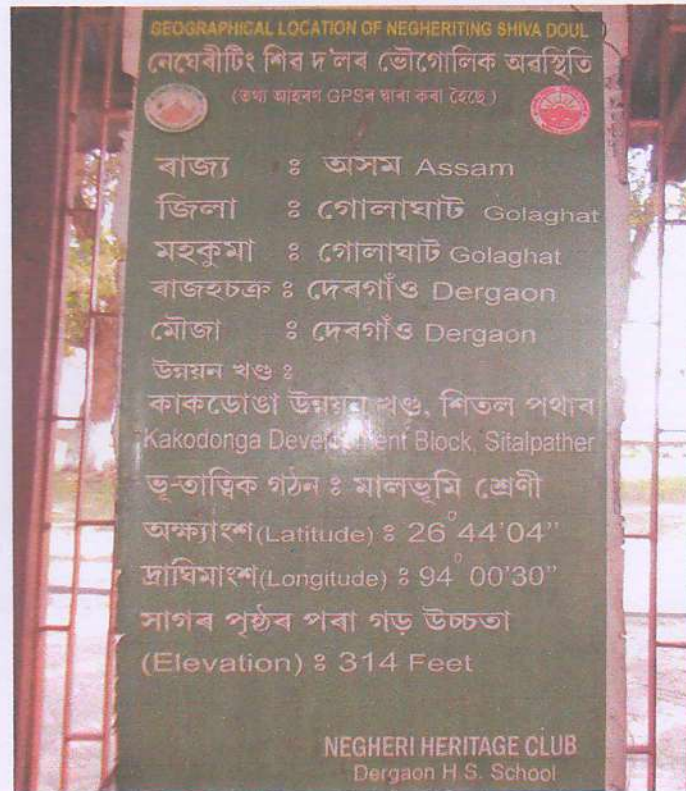 GEOGRAPHICAL LOCATION OF NEGHERITING SHIVA DOUL
নেঘেৰীটিং শিৱ দ'লৰ ভৌগোলিক অৱস্থিতি
(তথ্য আহৰণ GPSৰ দ্বাৰা কৰা হৈছে)
ৰাজ্য : অসম Assam
জিলা : গোলাঘাট Golaghat
মহকুমা : গোলাঘাট Golaghat
ৰাজহচক্ৰ : দেৰগাঁও Dergaon
মৌজা : দেৰগাঁও Dergaon
উন্নয়ন খণ্ড :
কাকডোঙা উন্নয়ন খণ্ড, শিতল পথাৰ
Kakodonga Development Block, Sitalpather
ভূ-তাত্বিক গঠন : মালভূমি শ্ৰেণী
অক্ষ্যাংশ(Latitude) : 26°44'04"
দ্ৰাঘিমাংশ(Longitude) : 94°00'30"
সাগৰ পৃষ্ঠৰ পৰা গড় উচ্চতা
(Elevation) : 314 Feet
NEGHERI HERITAGE CLUB
Dergaon H.S. School